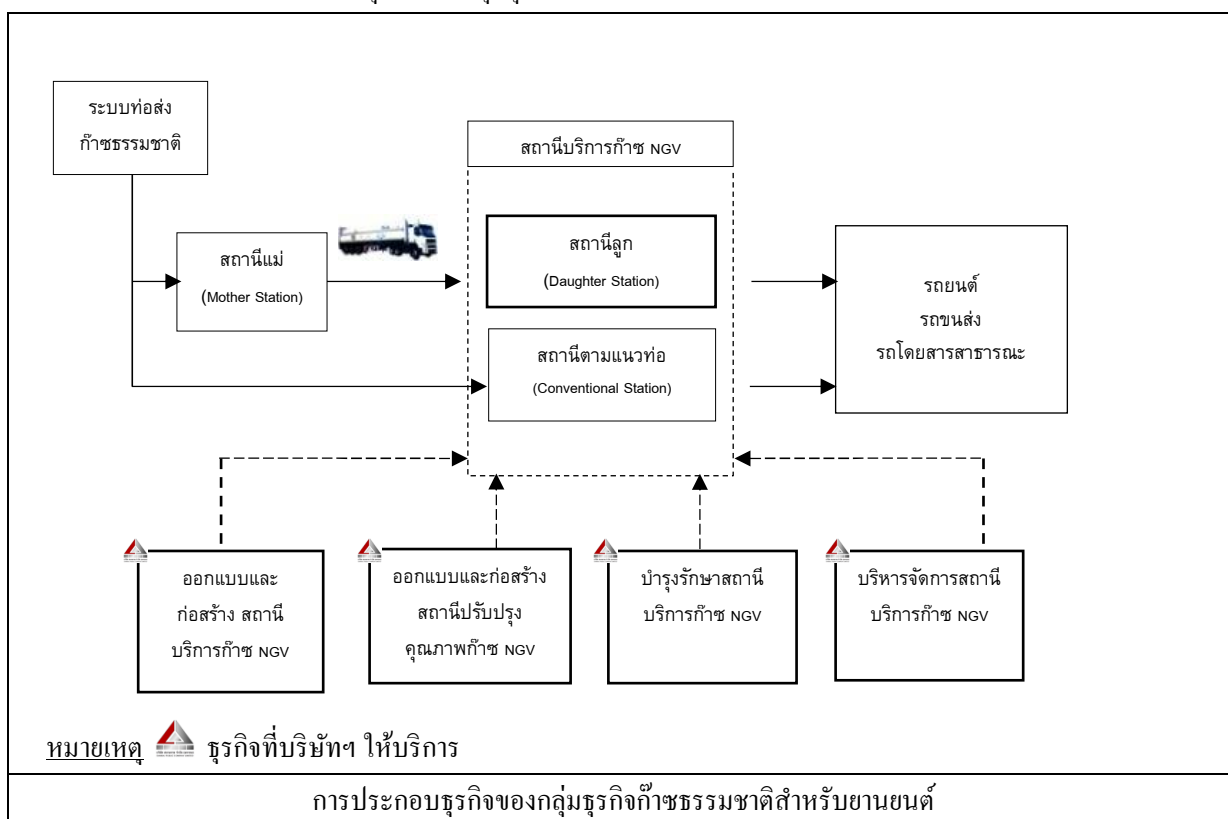 ระบบท่อส่ง
ก๊าซธรรมชาติ
สถานีบริการก๊าซ NGV
สถานีแม่
(Mother Station)
สถานีลูก
(Daughter Station)
สถานีตามแนวท่อ
(Conventional Station)
รถยนต์
รถขนส่ง
รถโดยสารสาธารณะ
ออกแบบและ
ก่อสร้าง สถานี
บริการก๊าซ NGV
ออกแบบและก่อสร้าง
สถานีปรับปรุง
คุณภาพก๊าซ NGV
บำรุงรักษาสถานี
บริการก๊าซ NGV
บริหารจัดการสถานี
บริการก๊าซ NGV
หมายเหตุ ธุรกิจที่บริษัทฯ ให้บริการ
การประกอบธุรกิจของกลุ่มธุรกิจก๊าซธรรมชาติสำหรับยานยนต์